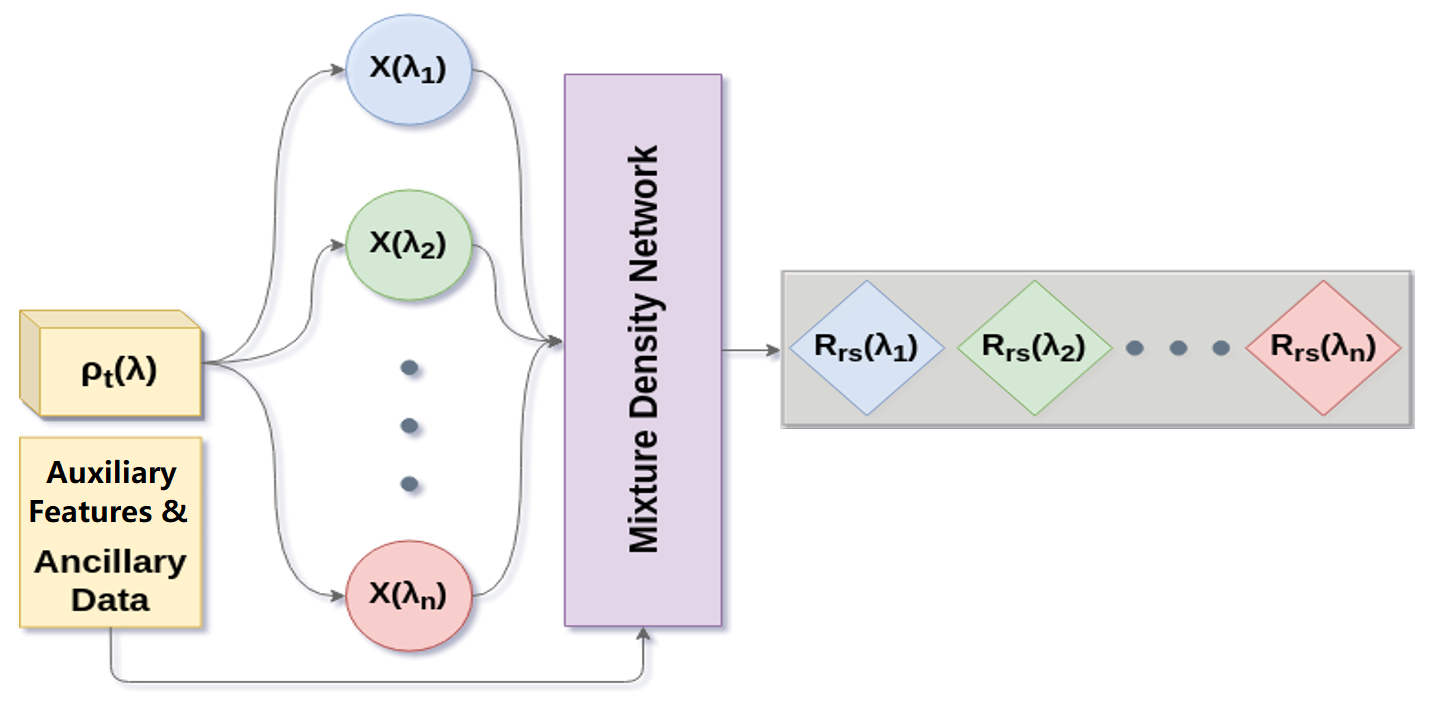 X(λ₁)
X(λ₂)
ρₜ(λ)
Auxiliary
Features &
Ancillary
Data
X(λₙ)
Mixture Density Network
Rᵣₛ(λ₁)
Rᵣₛ(λ₂)
Rᵣₛ(λₙ)